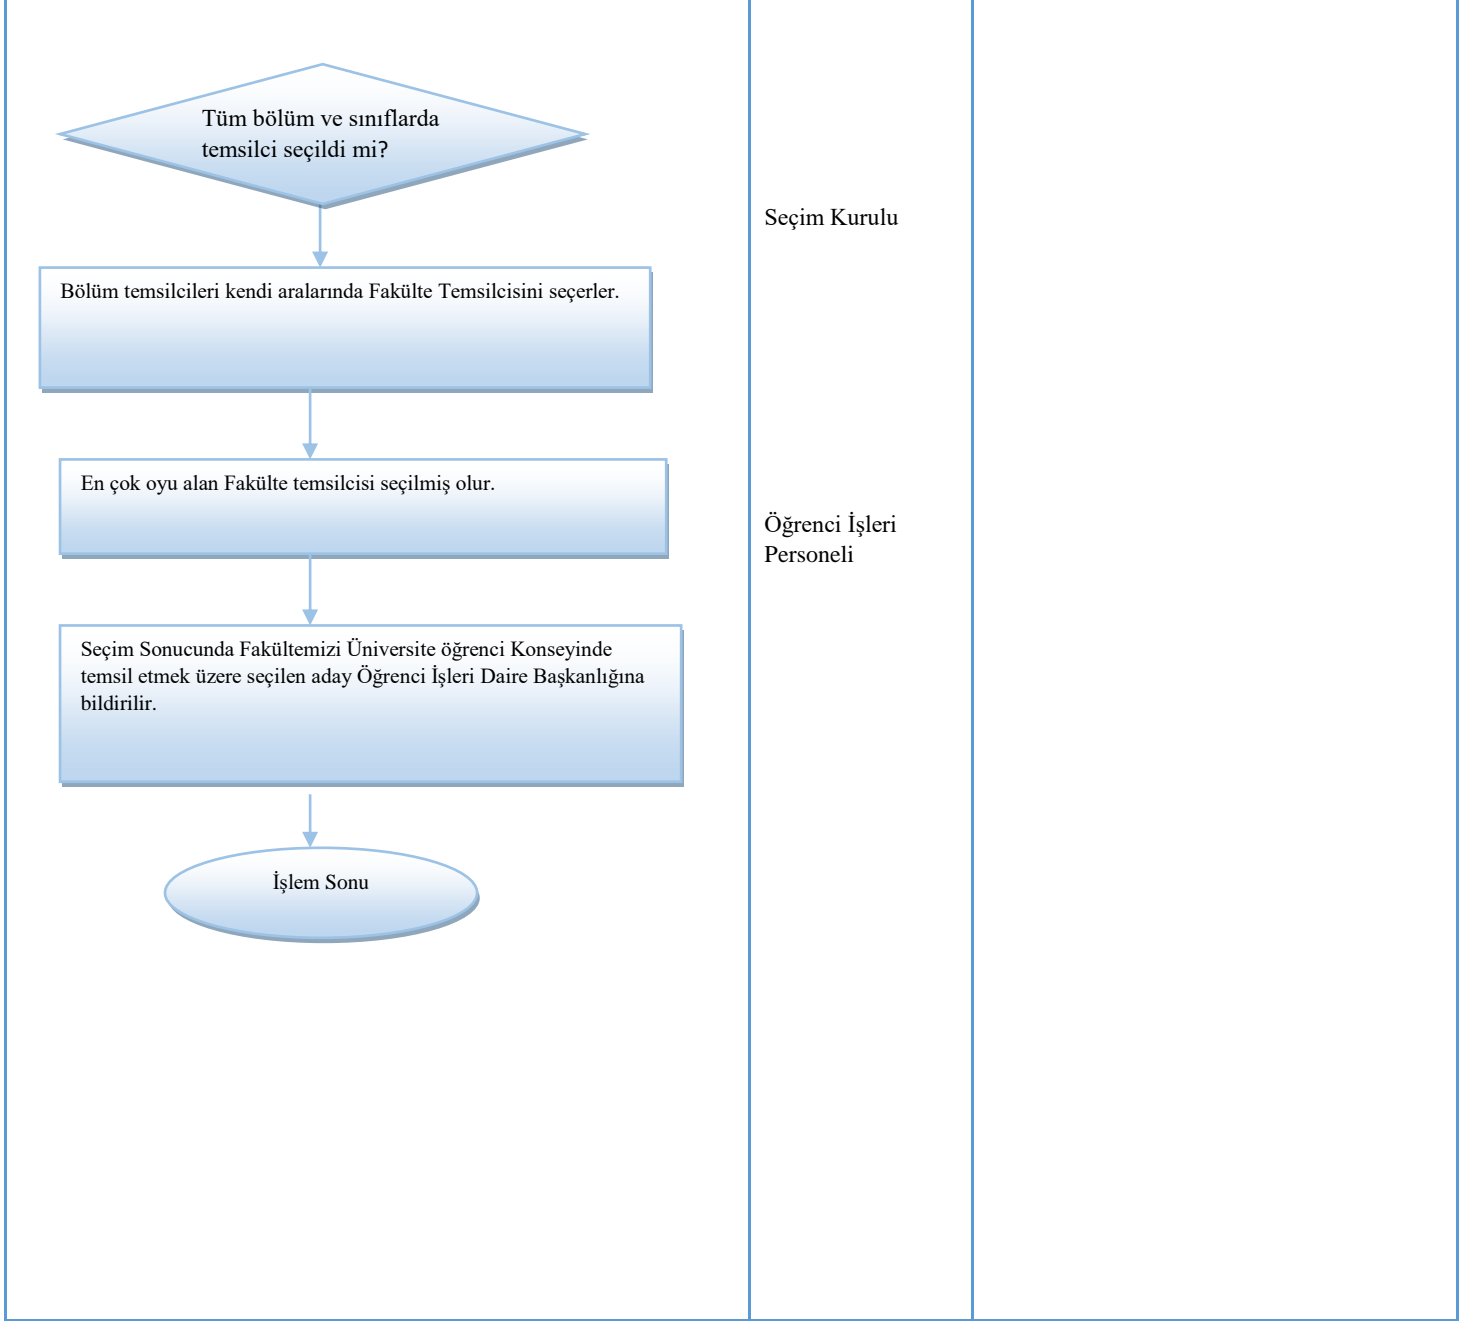 Tüm bölüm ve sınıflarda
temsilci seçildi mi?
Seçim Kurulu
Bölüm temsilcileri kendi aralarında Fakülte Temsilcisini seçerler.
En çok oyu alan Fakülte temsilcisi seçilmiş olur.
Öğrenci İşleri
Personeli
Seçim Sonucunda Fakültemizi Üniversite öğrenci Konseyinde
temsil etmek üzere seçilen aday Öğrenci İşleri Daire Başkanlığına
bildirilir.
İşlem Sonu